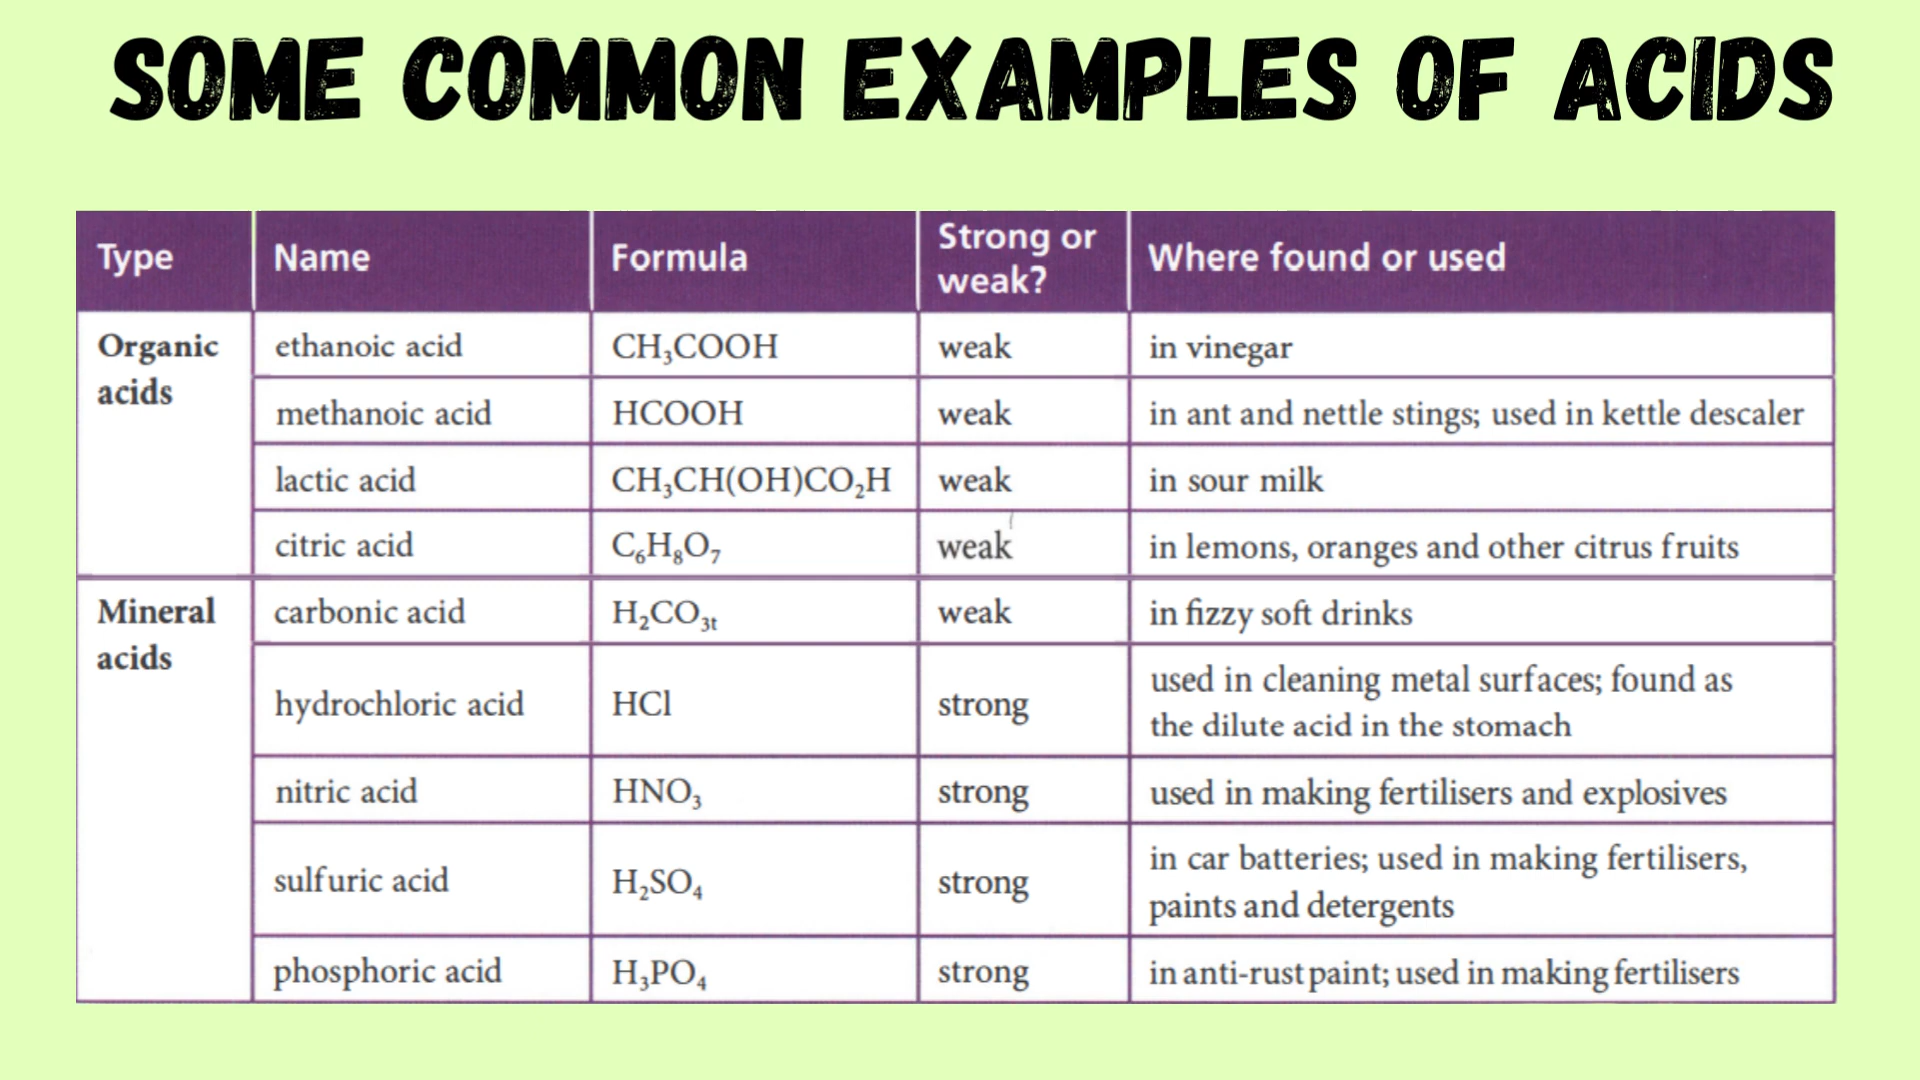 SOME COMMON EXAMPLES OF ACIDS
Type Name Formula Strong or weak? Where found or used
Organic acids ethanoic acid CH₃COOH weak in vinegar
methanoic acid HCOOH weak in ant and nettle stings; used in kettle descaler
lactic acid CH₃CH(OH)CO₂H weak in sour milk
citric acid C₆H₈O₇ weak in lemons, oranges and other citrus fruits
Mineral acids carbonic acid H₂CO₃ₜ weak in fizzy soft drinks
hydrochloric acid HCl strong used in cleaning metal surfaces; found as the dilute acid in the stomach
nitric acid HNO₃ strong used in making fertilisers and explosives
sulfuric acid H₂SO₄ strong in car batteries; used in making fertilisers, paints and detergents
phosphoric acid H₃PO₄ strong in anti-rust paint; used in making fertilisers